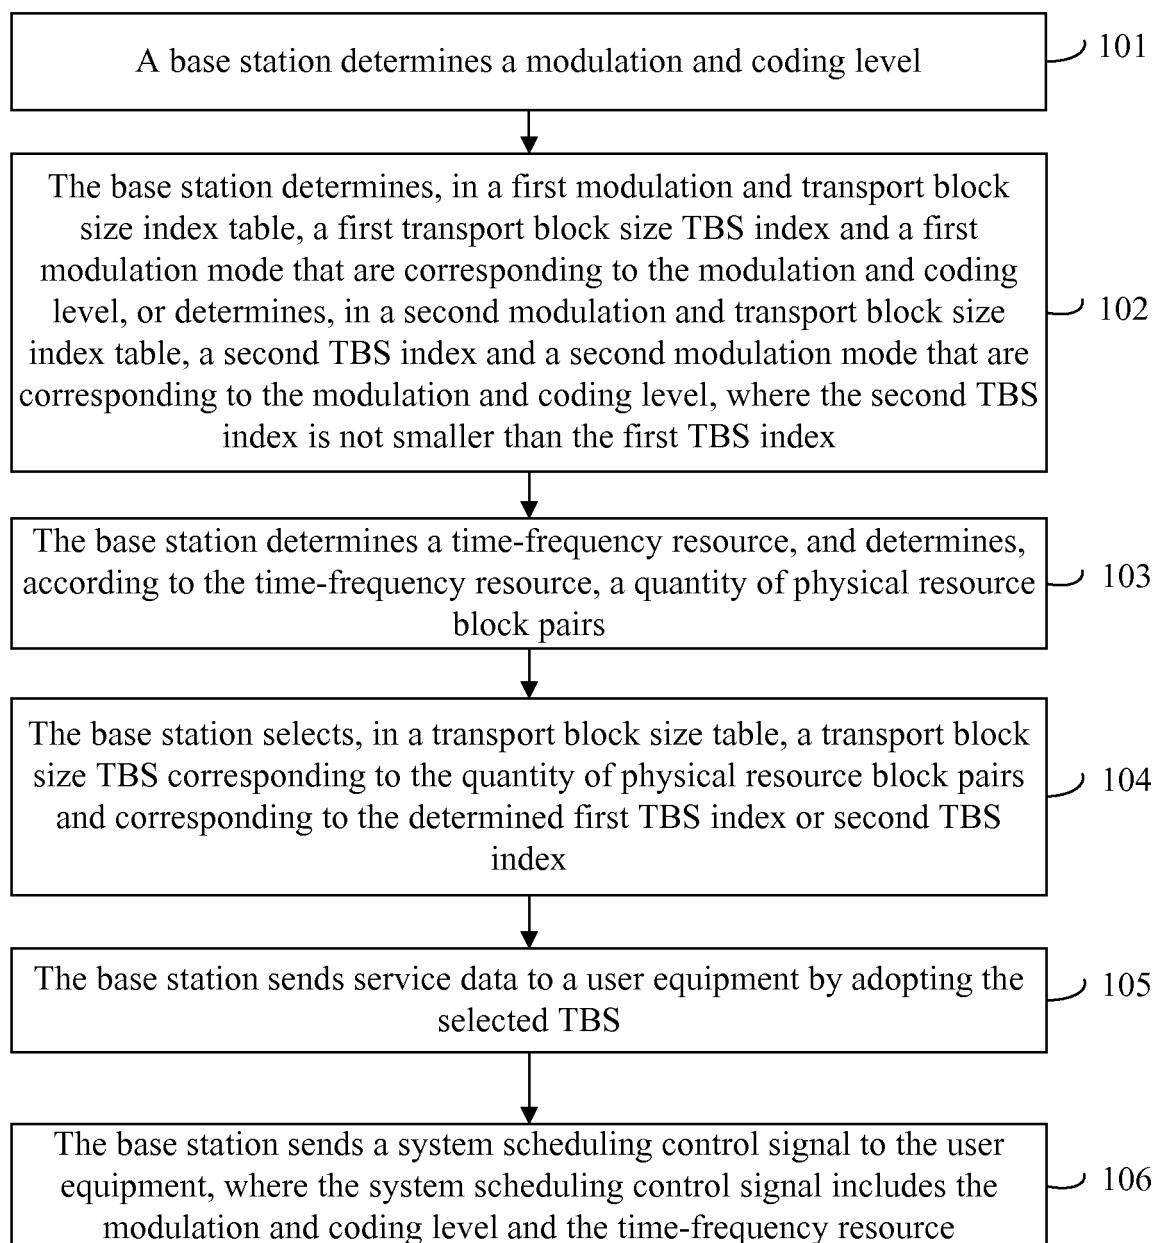 A base station determines a modulation and coding level
101
The base station determines, in a first modulation and transport block
size index table, a first transport block size TBS index and a first
modulation mode that are corresponding to the modulation and coding
level, or determines, in a second modulation and transport block size
index table, a second TBS index and a second modulation mode that are
corresponding to the modulation and coding level, where the second TBS
index is not smaller than the first TBS index
102
The base station determines a time-frequency resource, and determines,
according to the time-frequency resource, a quantity of physical resource
block pairs
103
The base station selects, in a transport block size table, a transport block
size TBS corresponding to the quantity of physical resource block pairs
and corresponding to the determined first TBS index or second TBS
index
104
The base station sends service data to a user equipment by adopting the
selected TBS
105
The base station sends a system scheduling control signal to the user
equipment, where the system scheduling control signal includes the
modulation and coding level and the time-frequency resource
106